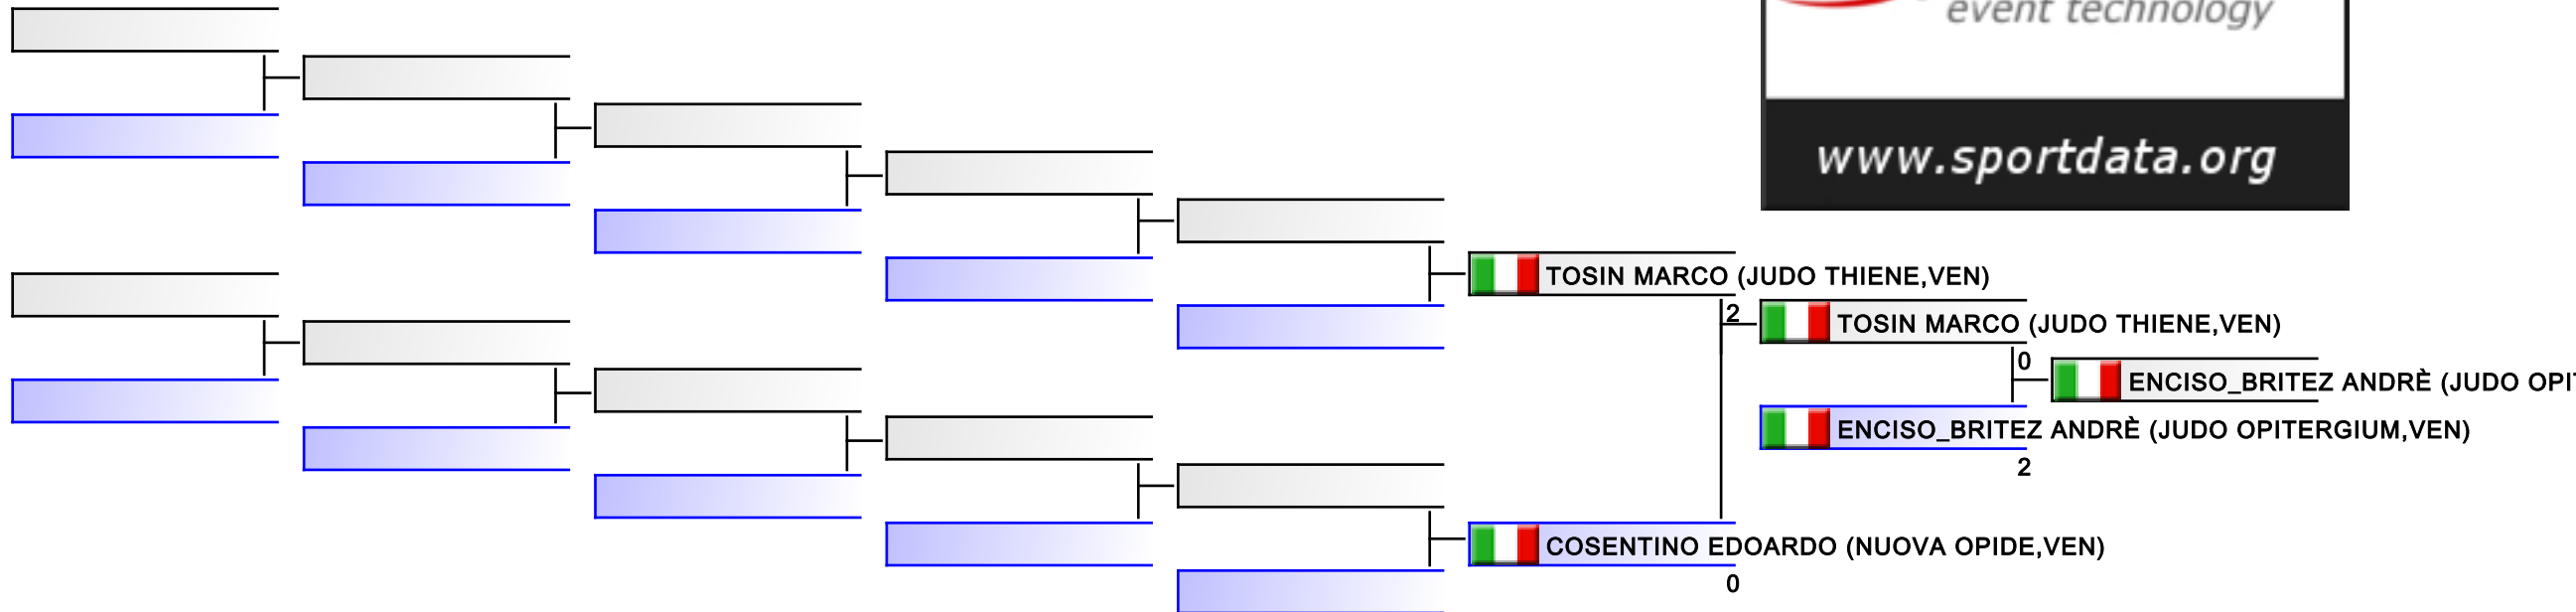 event technology
www.sportdata.org
TOSIN MARCO (JUDO THIENE,VEN)
2
TOSIN MARCO (JUDO THIENE,VEN)
0
ENCISO_BRITEZ ANDRÈ (JUDO OPI
ENCISO_BRITEZ ANDRÈ (JUDO OPITERGIUM,VEN)
2
COSENTINO EDOARDO (NUOVA OPIDE,VEN)
0